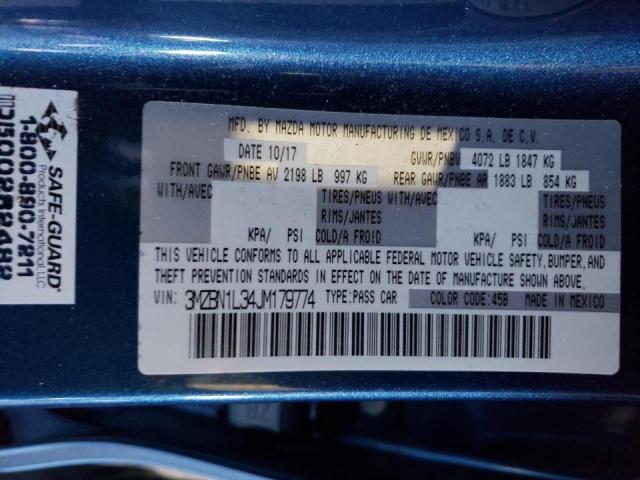 MFD. BY MAZDA MOTOR MANUFACTURING DE MEXICO S.A. DE C.V.
DATE 10/17 GVWR/PNBV 4072 LB 1847 KG
FRONT GAWR/PNBE AV 2198 LB 997 KG REAR GAWR/PNBE AR 1883 LB 854 KG
WITH/AVEC TIRES/PNEUS WITH/AVEC TIRES/PNEUS
RIMS/JANTES RIMS/JANTES
KPA/ PSI COLD/A FROID KPA/ PSI COLD/A FROID
THIS VEHICLE CONFORMS TO ALL APPLICABLE FEDERAL MOTOR VEHICLE SAFETY, BUMPER, AND
THEFT PREVENTION STANDARDS IN EFFECT ON THE DATE OF MANUFACTURE SHOWN ABOVE.
VIN: 3MZBN1L34JM179774 TYPE:PASS CAR COLOR CODE:45B MADE IN MEXICO
SAFE-GUARD
Products International, LLC
1-800-890-7211